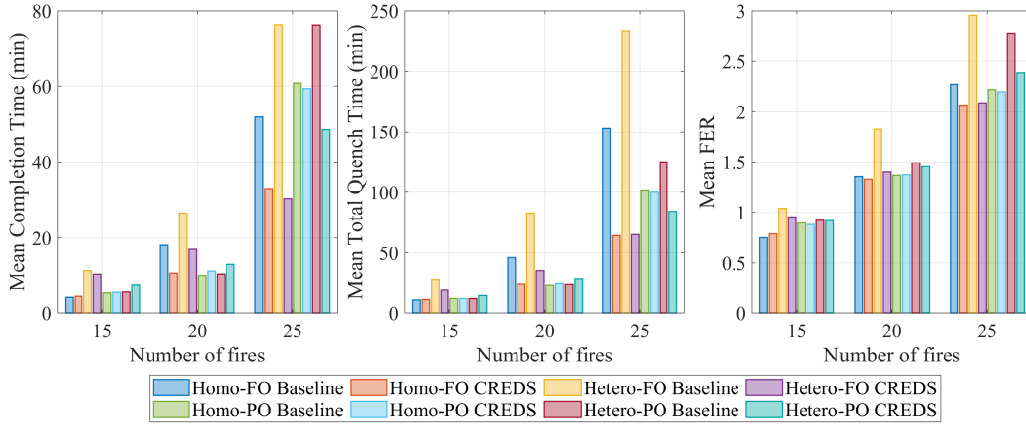 Mean Completion Time (min)
80
60
40
20
0
15 20 25
Number of fires
Mean Total Quench Time (min)
250
200
150
100
50
0
15 20 25
Number of fires
Mean FER
3
2.5
2
1.5
1
0.5
0
15 20 25
Number of fires
Homo-FO Baseline Homo-FO CREDS Hetero-FO Baseline Hetero-FO CREDS
Homo-PO Baseline Homo-PO CREDS Hetero-PO Baseline Hetero-PO CREDS